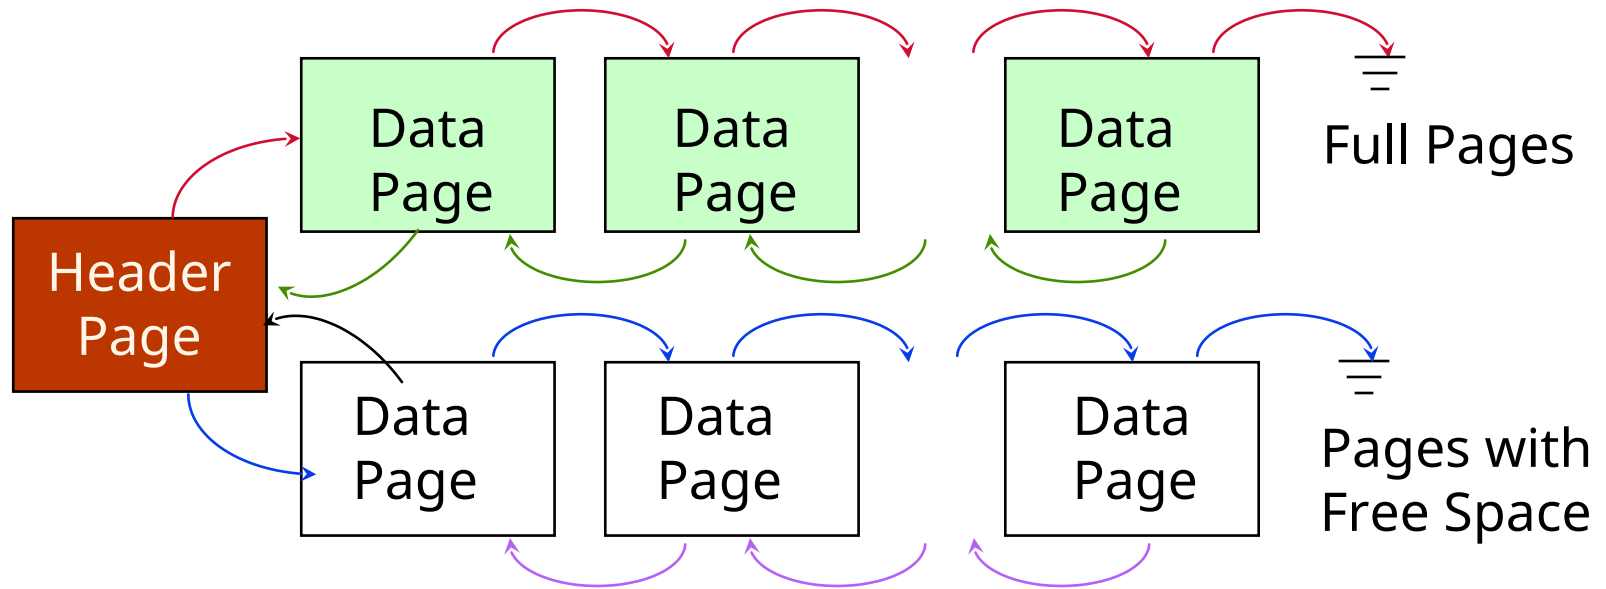 Data
Page
Data
Page
Data
Page
Full Pages
Header
Page
Data
Page
Data
Page
Data
Page
Pages with
Free Space